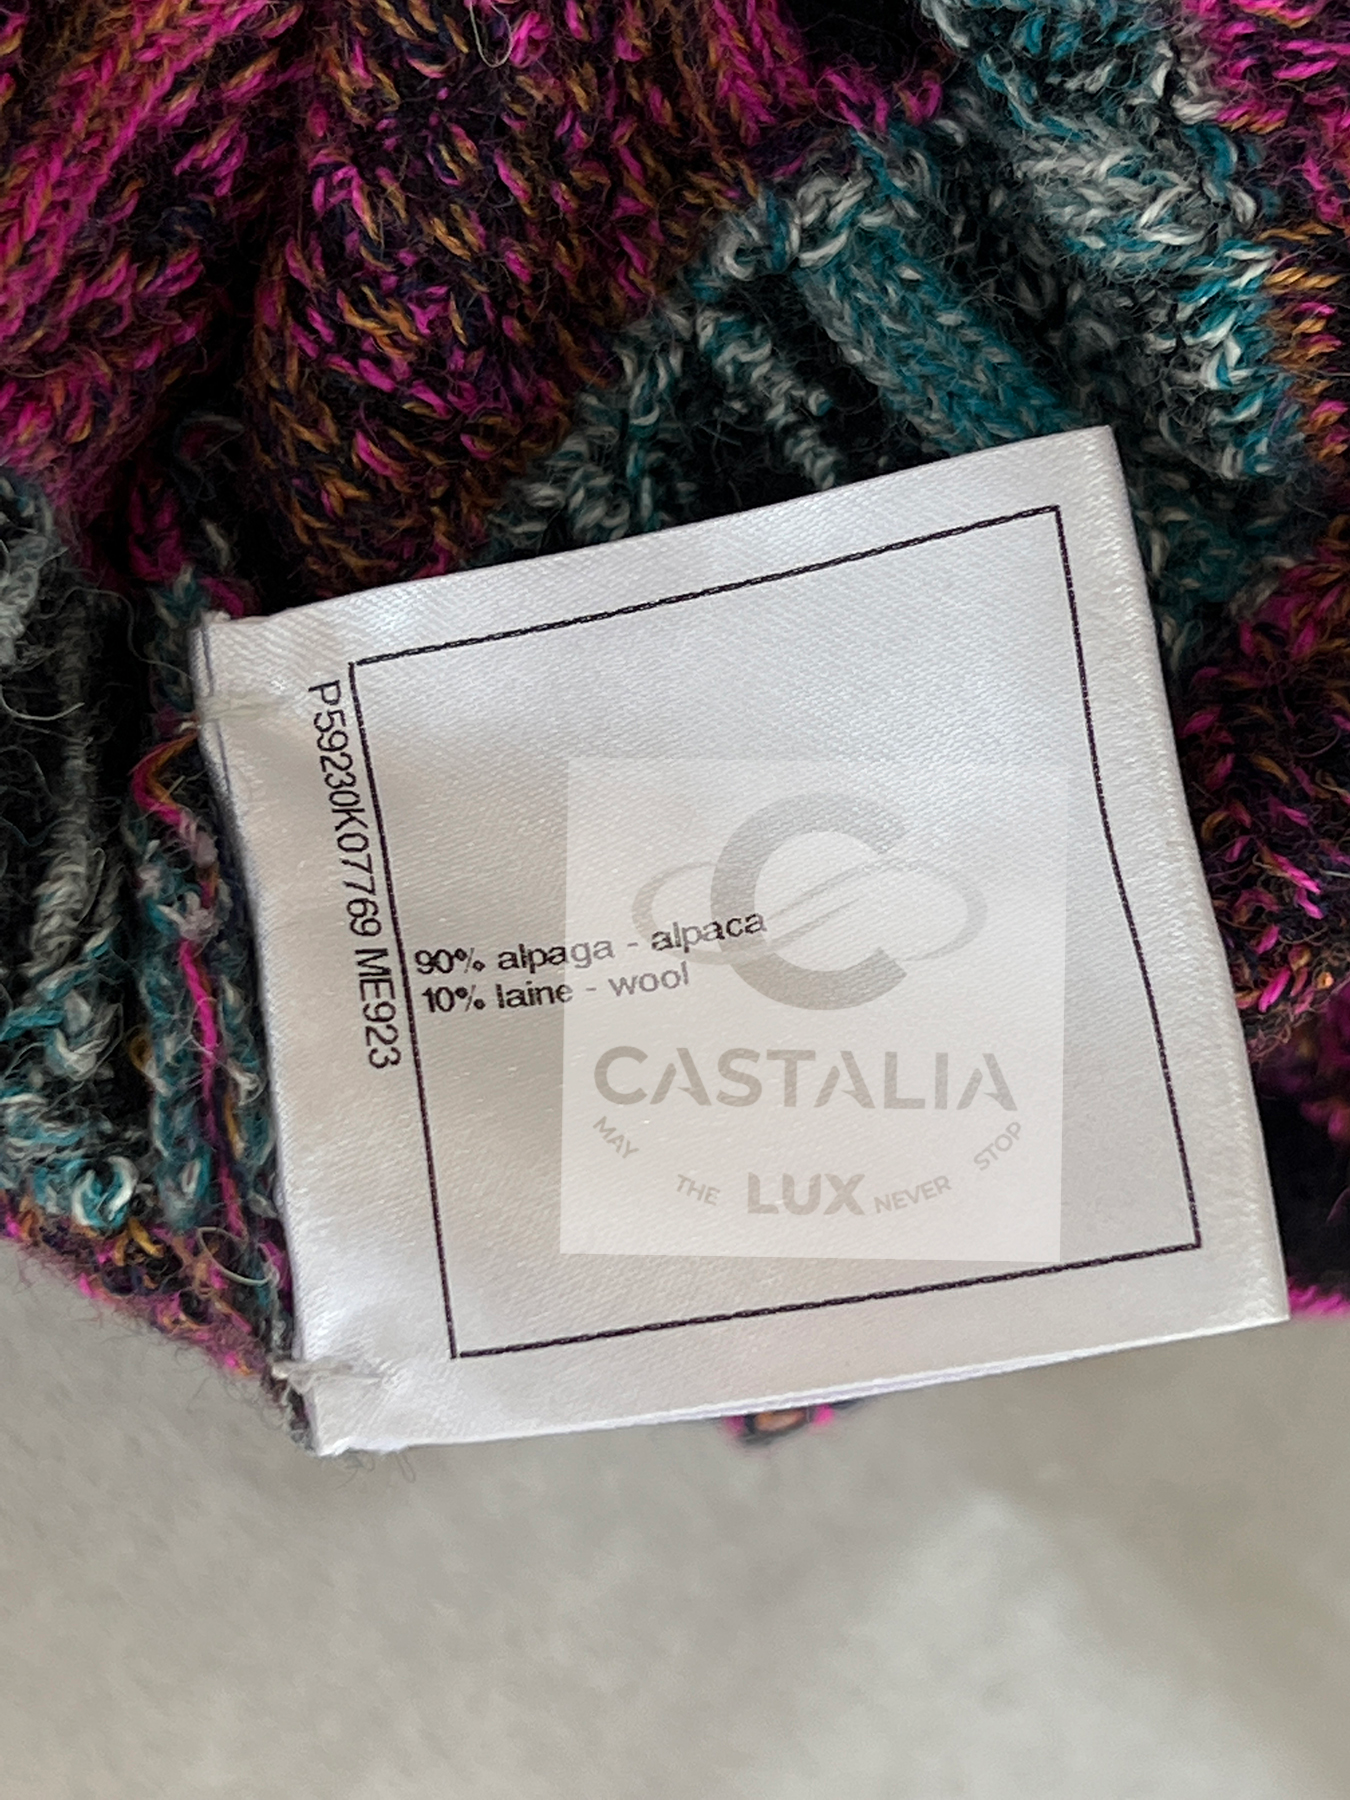 P59230K07769 ME923
90% alpaga - alpaca
10% laine - wool
CASTALIA
MAY THE LUX NEVER STOP